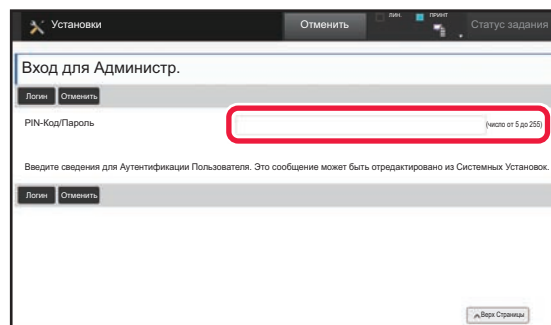 Установки Отменить ЛИН. ПРИНТ Статус задания
Вход для Администр.
Логин Отменить
PIN-Код/Пароль (число от 5 до 255)
Введите сведения для Аутентификации Пользователя. Это сообщение может быть отредактировано из Системных Установок.
Логин Отменить
Верх Страницы